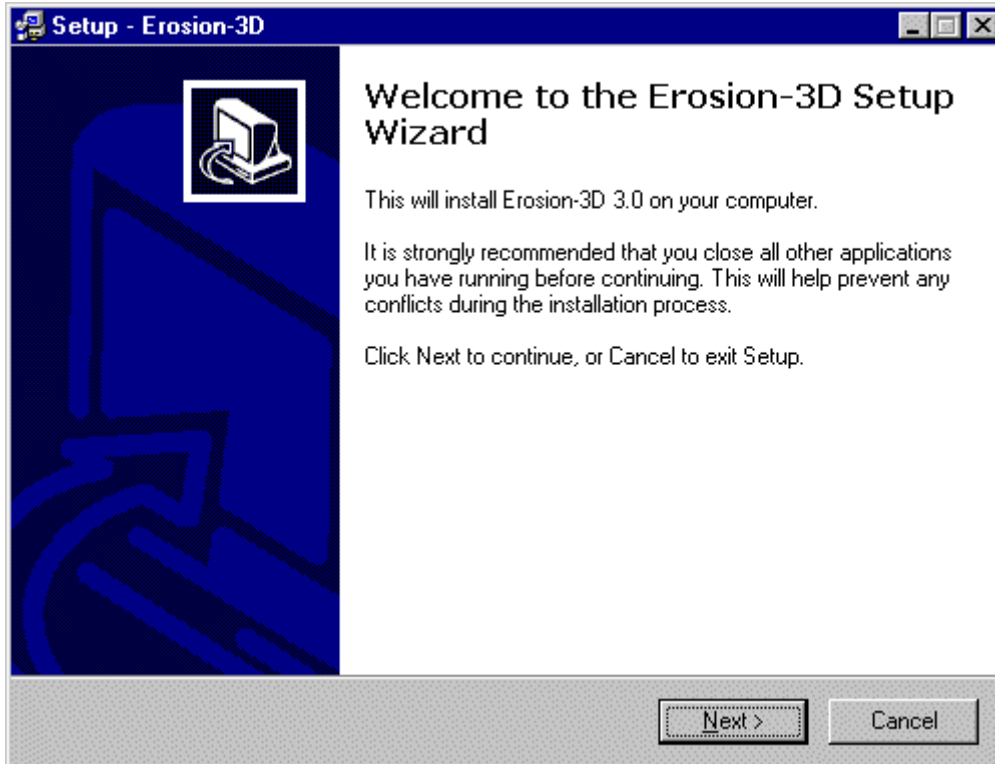 Setup - Erosion-3D
Welcome to the Erosion-3D Setup
Wizard
This will install Erosion-3D 3.0 on your computer.
It is strongly recommended that you close all other applications
you have running before continuing. This will help prevent any
conflicts during the installation process.
Click Next to continue, or Cancel to exit Setup.
Next >
Cancel